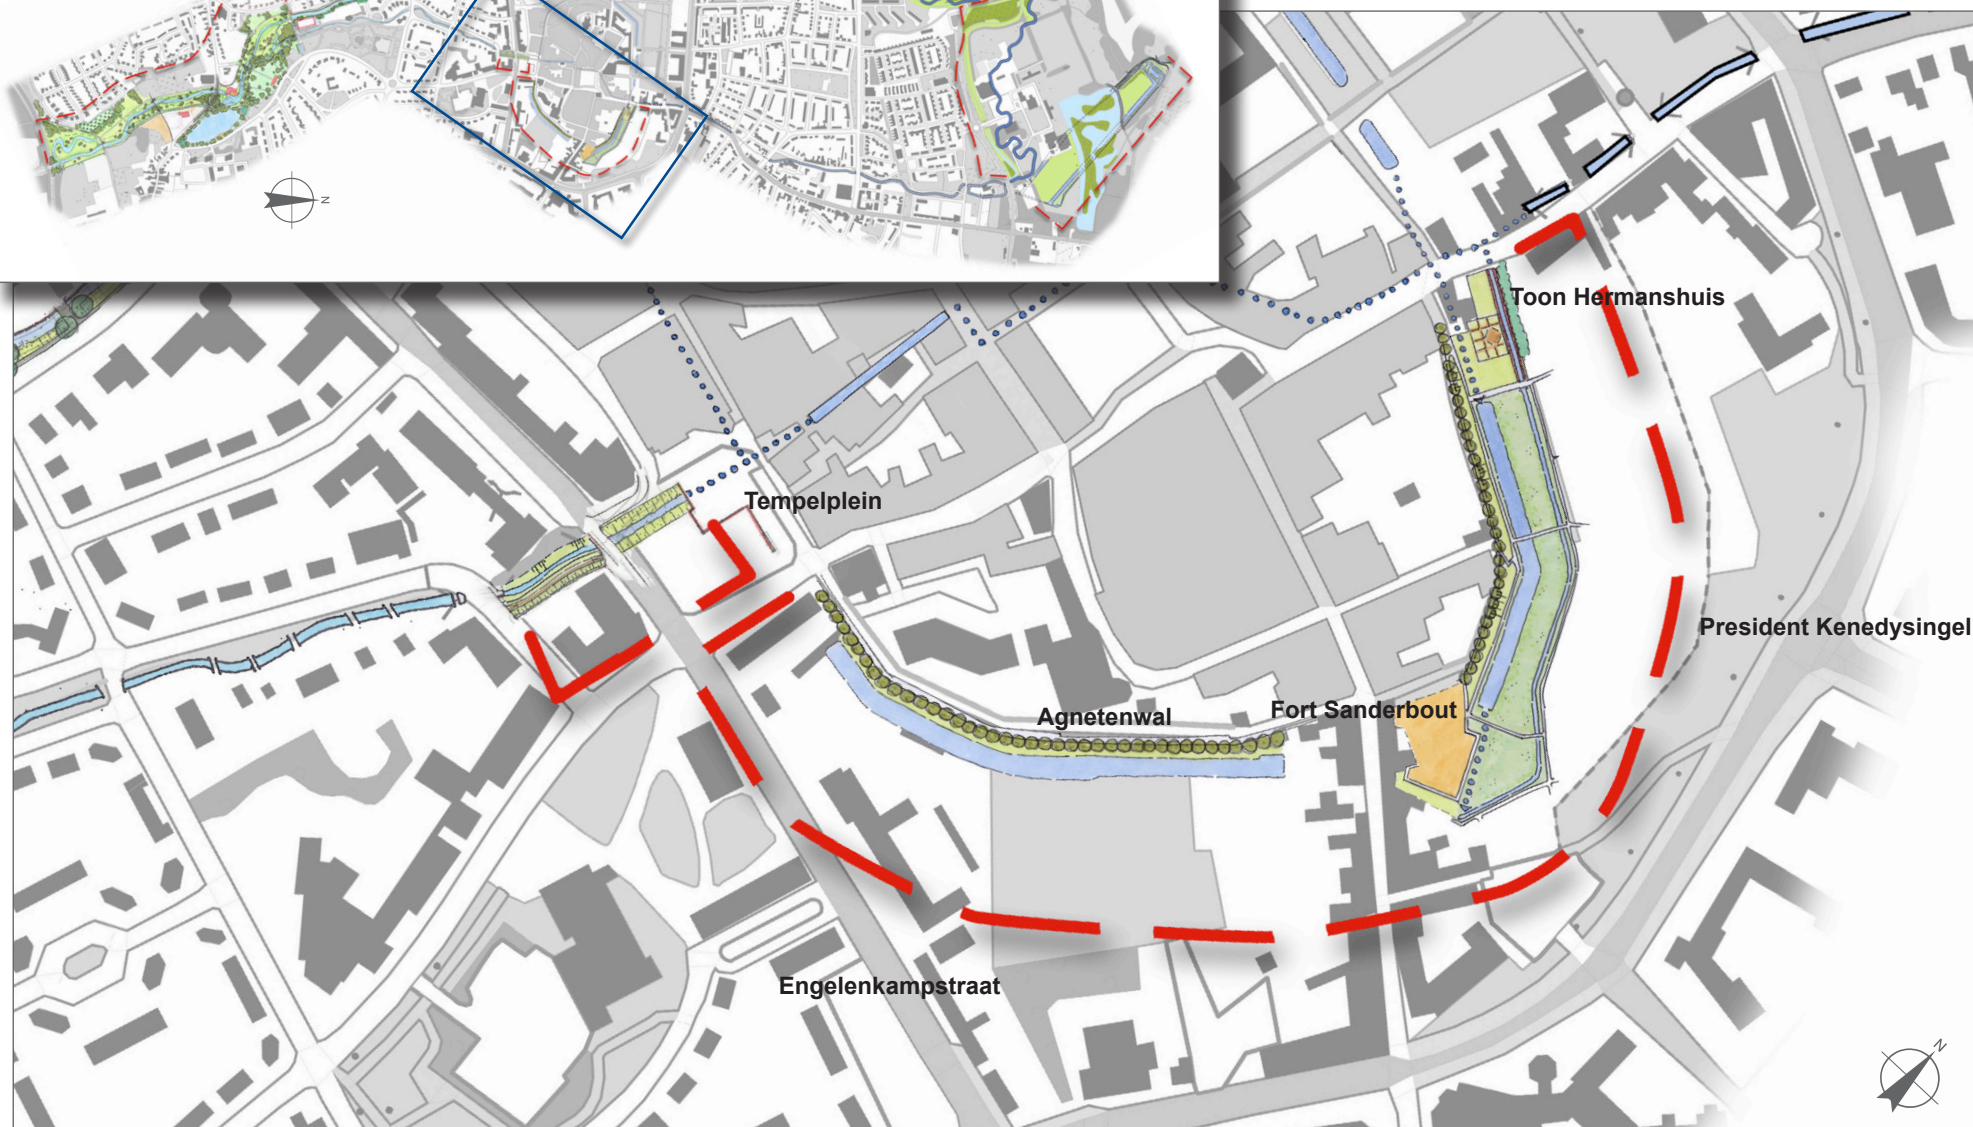 N
Toon Hermanshuis
Tempelplein
President Kenedysingel
Agnetenwal
Fort Sanderbout
Engelenkampstraat
N